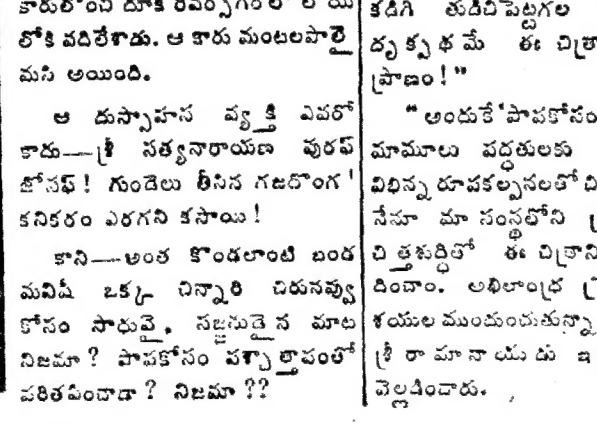 లోకి వదిలేశాడు. ఆ కారు మంటలపాలై
మసి అయింది.
ఆ దుస్సాహస వ్యక్తి ఎవరో
కాదు—శ్రీ సత్యనారాయణ వురఫ్
జోసఫ్! గుండెలు తీసిన గజదొంగ!
కనికరం ఎరగని కసాయి!
కాని—అంత కొండలాంటి బండ
మనిషీ ఒక్క చిన్నారి చిరునవ్వు
కోసం సాధువై, సజ్జనుడైన మాట
నిజమా? పాపకోసం పశ్చాత్తాపంతో
పరితపించాడా? నిజమా??
కడిగి తుడిచిపెట్టగల
దృక్పథమే ఈ చిత్రా
ప్రాణం!"
"అందుకే 'పాపకోసం
మామూలు పద్ధతులకు
విభిన్న రూపకల్పనలతో చి
నేనూ మా సంస్థలోని
చిత్తశుద్ధితో ఈ చిత్రాని
దించాం. అఖిలాంధ్ర
శయుల ముందుంచుతున్నా
శ్రీ రామానాయుడు ఇ
వెల్లడించారు.